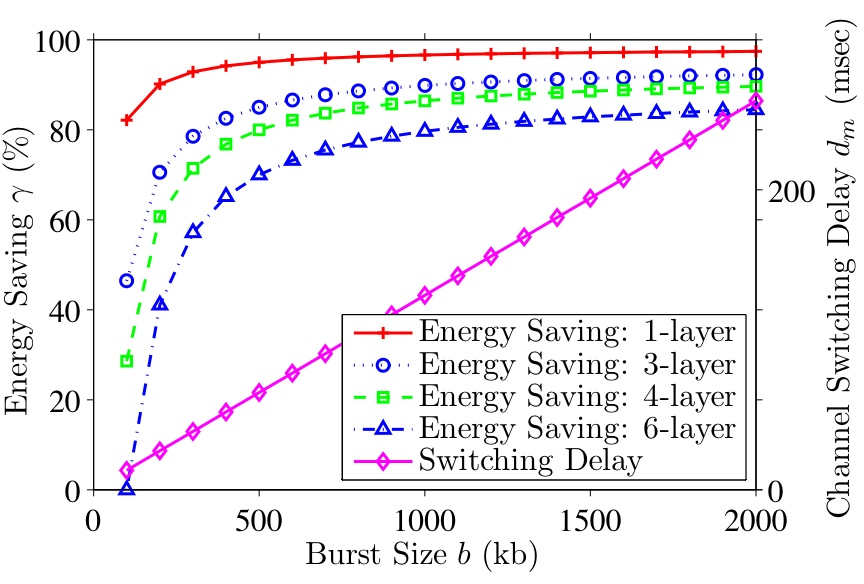 100
80
60
40
20
0
Energy Saving γ (%)
200
0
Channel Switching Delay dm (msec)
Energy Saving: 1-layer
Energy Saving: 3-layer
Energy Saving: 4-layer
Energy Saving: 6-layer
Switching Delay
0 500 1000 1500 2000
Burst Size b (kb)